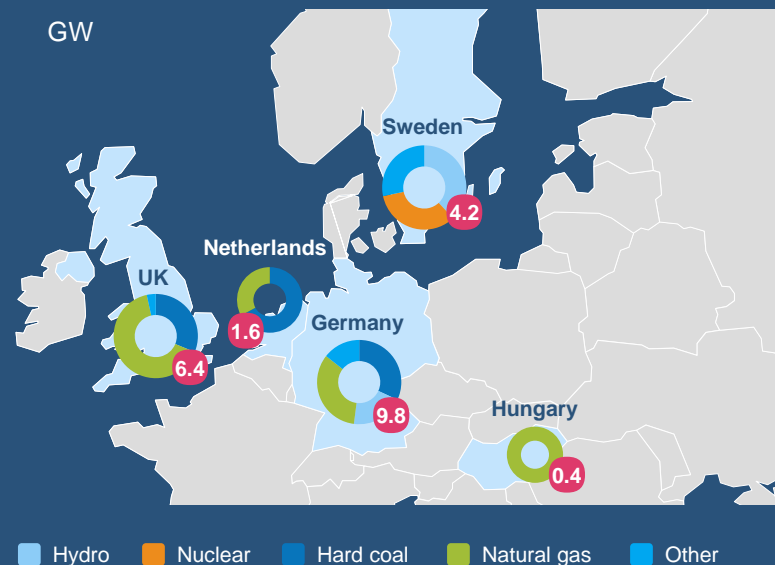 GW
Sweden
4.2
Netherlands
1.6
UK
6.4
Germany
9.8
Hungary
0.4
Hydro
Nuclear
Hard coal
Natural gas
Other